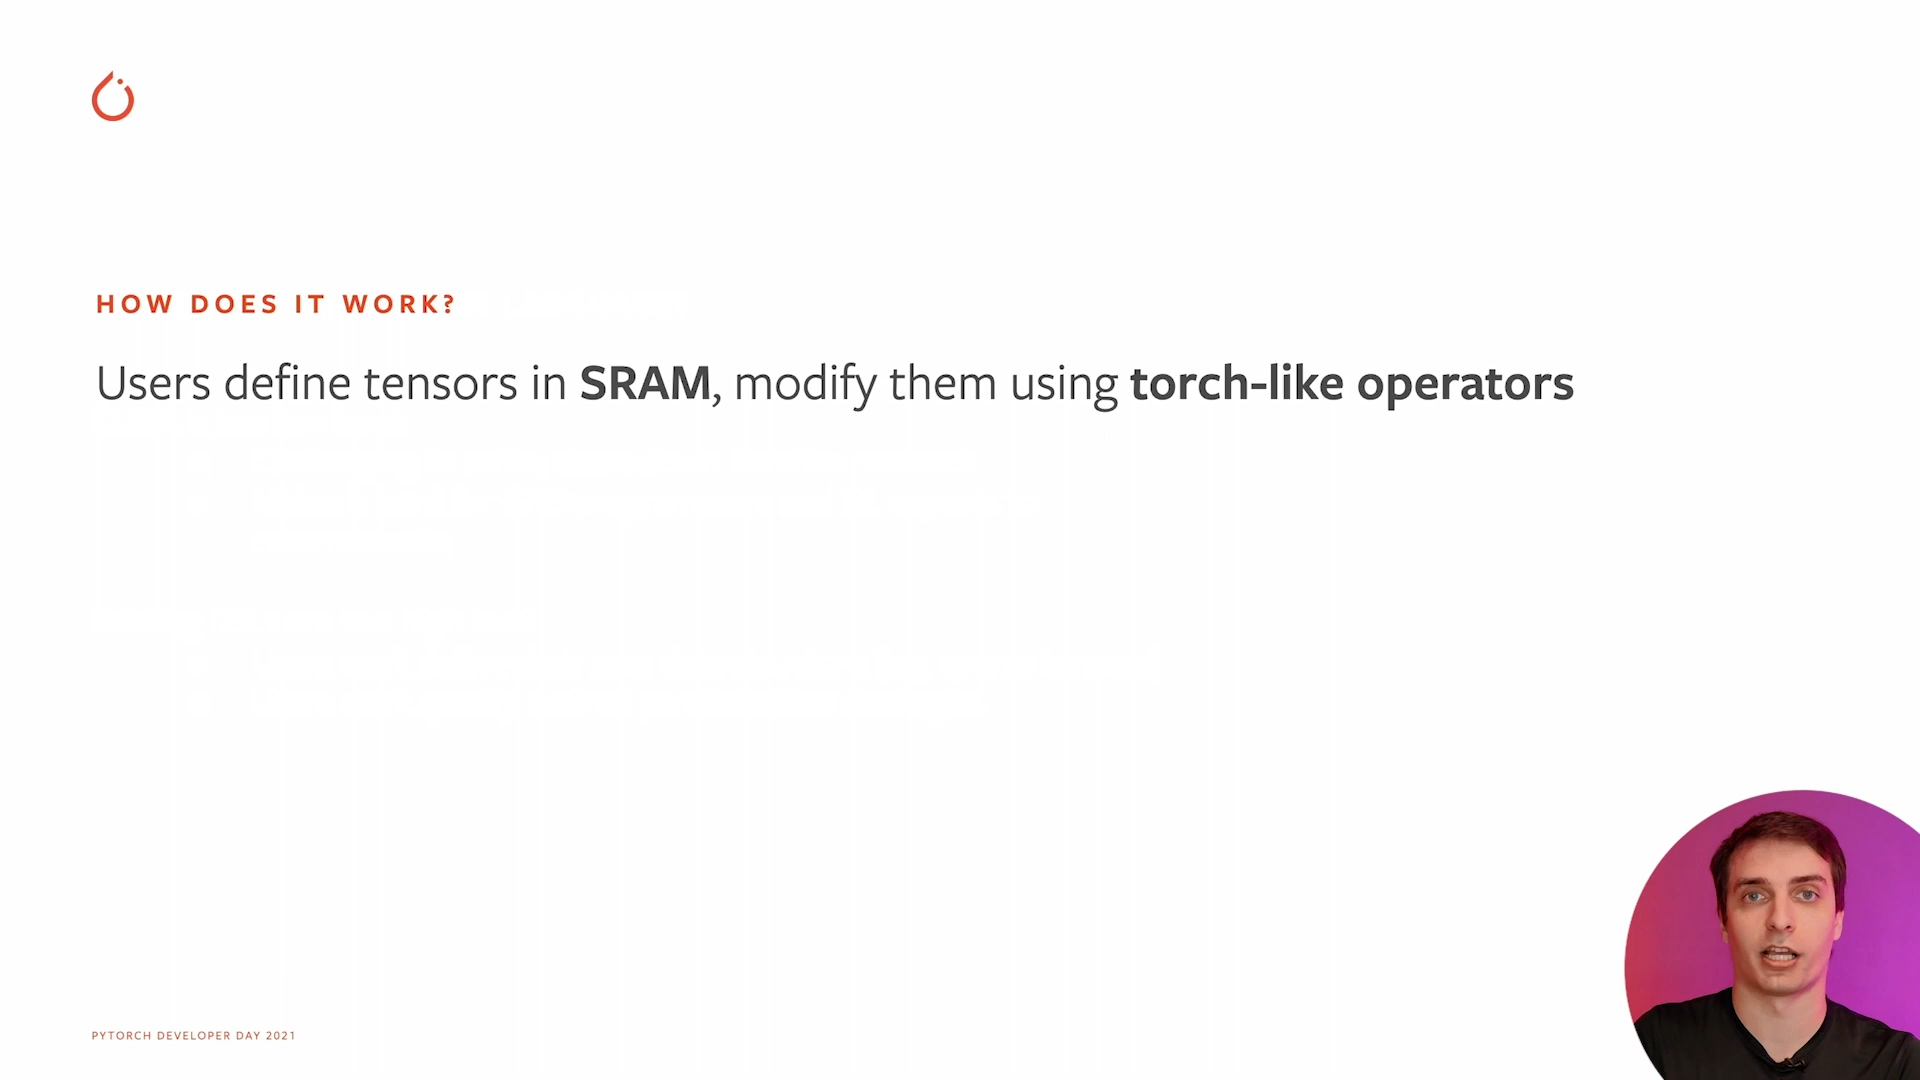 HOW DOES IT WORK?
Users define tensors in SRAM, modify them using torch-like operators
PYTORCH DEVELOPER DAY 2021